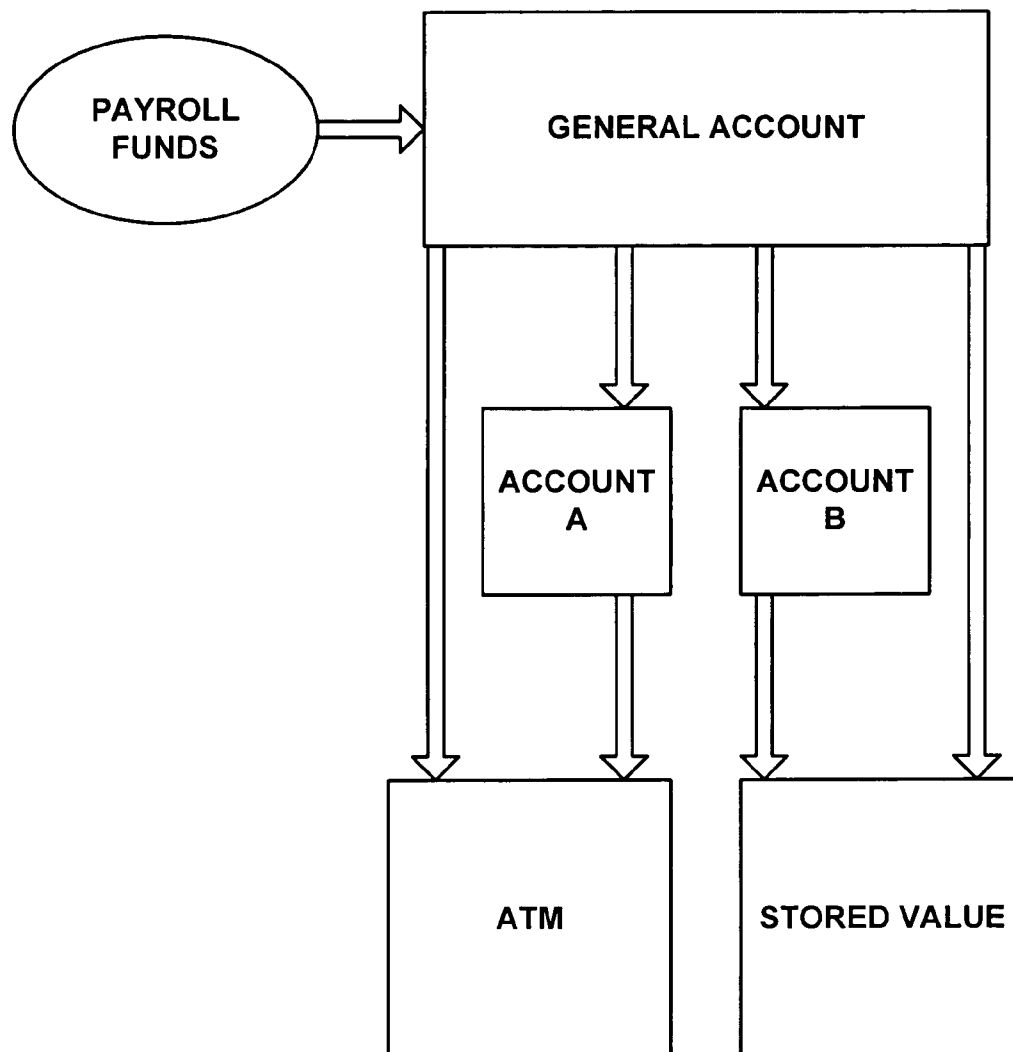 PAYROLL
FUNDS
GENERAL ACCOUNT
ACCOUNT
A
ACCOUNT
B
ATM
STORED VALUE